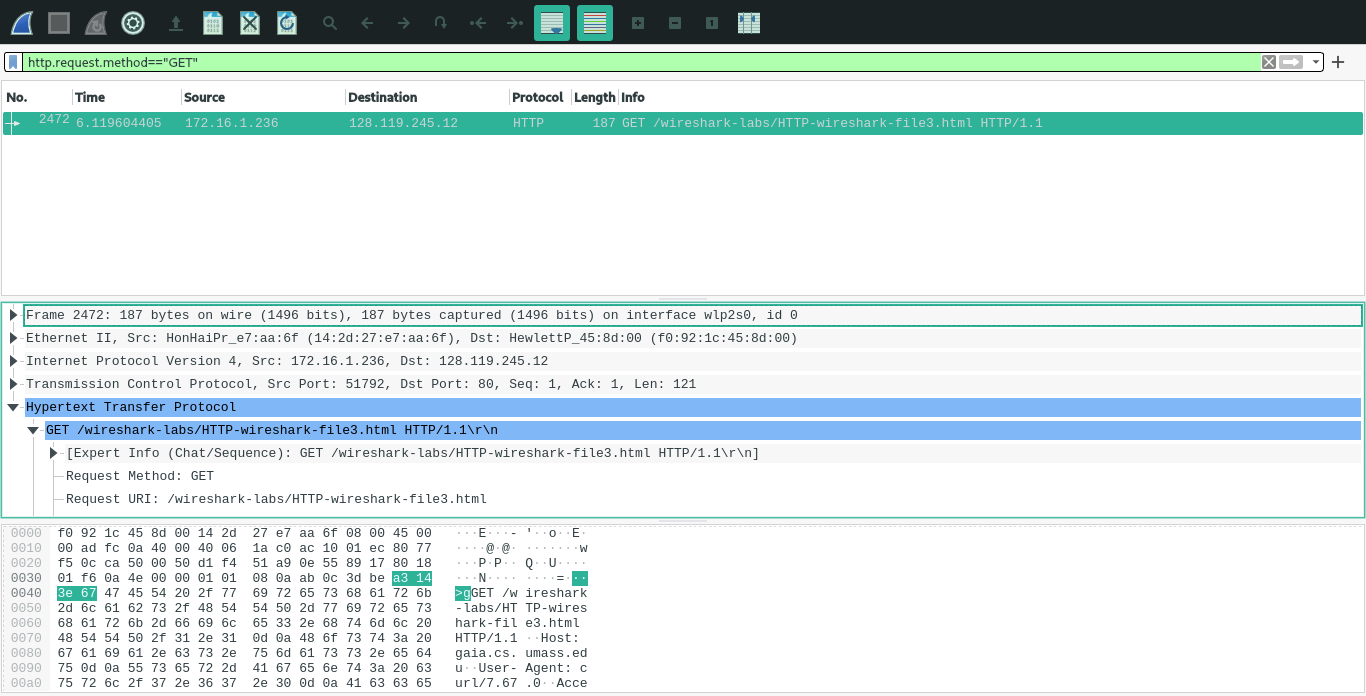 http.request.method=="GET"
No. Time Source Destination Protocol Length Info
2472 6.119604405 172.16.1.236 128.119.245.12 HTTP 187 GET /wireshark-labs/HTTP-wireshark-file3.html HTTP/1.1
Frame 2472: 187 bytes on wire (1496 bits), 187 bytes captured (1496 bits) on interface wlp2s0, id 0
Ethernet II, Src: HonHaiPr_e7:aa:6f (14:2d:27:e7:aa:6f), Dst: HewlettP_45:8d:00 (f0:92:1c:45:8d:00)
Internet Protocol Version 4, Src: 172.16.1.236, Dst: 128.119.245.12
Transmission Control Protocol, Src Port: 51792, Dst Port: 80, Seq: 1, Ack: 1, Len: 121
Hypertext Transfer Protocol
GET /wireshark-labs/HTTP-wireshark-file3.html HTTP/1.1\r\n
[Expert Info (Chat/Sequence): GET /wireshark-labs/HTTP-wireshark-file3.html HTTP/1.1\r\n]
Request Method: GET
Request URI: /wireshark-labs/HTTP-wireshark-file3.html
0000 f0 92 1c 45 8d 00 14 2d 27 e7 aa 6f 08 00 45 00 ···E···- '··o··E·
0010 00 ad fc 0a 40 00 40 06 1a c0 ac 10 01 ec 80 77 ····@·@· ·······w
0020 f5 0c ca 50 00 50 d1 f4 51 a9 0e 55 89 17 80 18 ···P·P·· Q··U····
0030 01 f6 0a 4e 00 00 01 01 08 0a ab 0c 3d be a3 14 ···N···· ····=···
0040 3e 67 47 45 54 20 2f 77 69 72 65 73 68 61 72 6b >gGET /w ireshark
0050 2d 6c 61 62 73 2f 48 54 54 50 2d 77 69 72 65 73 -labs/HT TP-wires
0060 68 61 72 6b 2d 66 69 6c 65 33 2e 68 74 6d 6c 20 hark-fil e3.html
0070 48 54 54 50 2f 31 2e 31 0d 0a 48 6f 73 74 3a 20 HTTP/1.1 ··Host:
0080 67 61 69 61 2e 63 73 2e 75 6d 61 73 73 2e 65 64 gaia.cs. umass.ed
0090 75 0d 0a 55 73 65 72 2d 41 67 65 6e 74 3a 20 63 u··User- Agent: c
00a0 75 72 6c 2f 37 2e 36 37 2e 30 0d 0a 41 63 63 65 url/7.67 .0··Acce